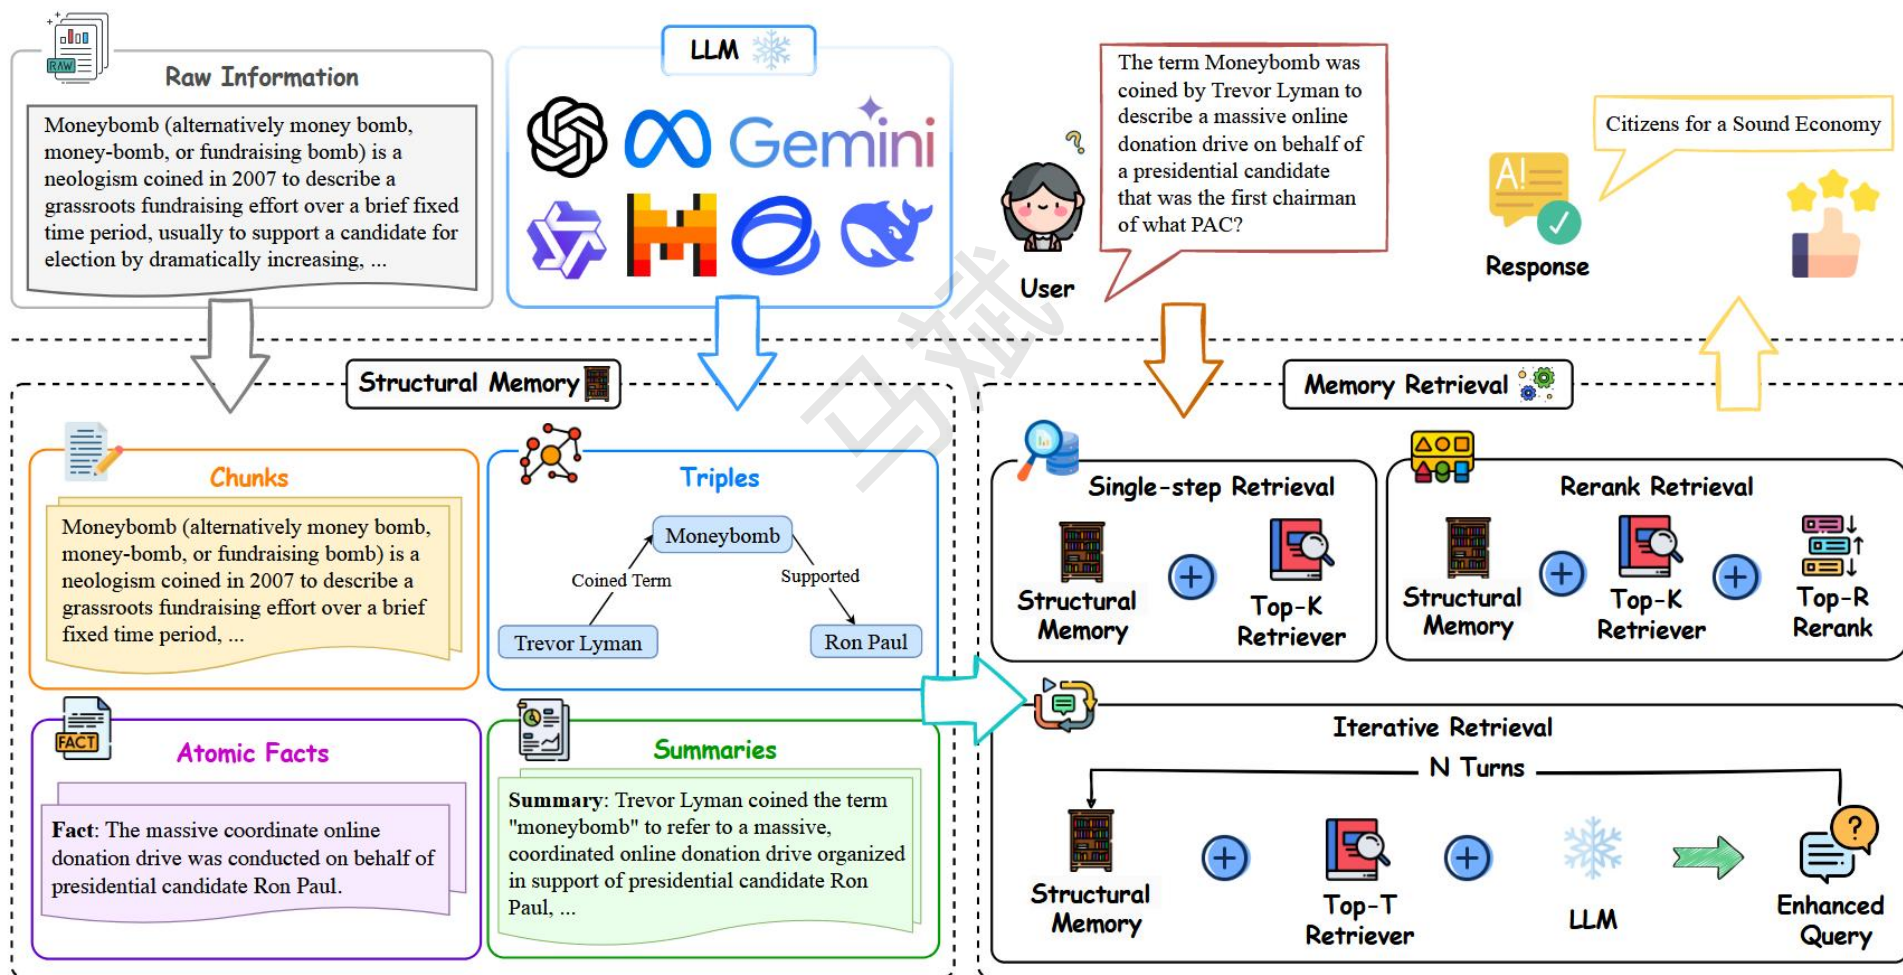 RAW
Raw Information
Moneybomb (alternatively money bomb,
money-bomb, or fundraising bomb) is a
neologism coined in 2007 to describe a
grassroots fundraising effort over a brief fixed
time period, usually to support a candidate for
election by dramatically increasing, ...
LLM
Gemini
User
The term Moneybomb was
coined by Trevor Lyman to
describe a massive online
donation drive on behalf of
a presidential candidate
that was the first chairman
of what PAC?
A!
Response
Citizens for a Sound Economy
马斌
Structural Memory
Chunks
Moneybomb (alternatively money bomb,
money-bomb, or fundraising bomb) is a
neologism coined in 2007 to describe a
grassroots fundraising effort over a brief
fixed time period, ...
Triples
Moneybomb
Coined Term
Supported
Trevor Lyman
Ron Paul
FACT
Atomic Facts
Fact: The massive coordinate online
donation drive was conducted on behalf of
presidential candidate Ron Paul.
Summaries
Summary: Trevor Lyman coined the term
"moneybomb" to refer to a massive,
coordinated online donation drive organized
in support of presidential candidate Ron
Paul, ...
Memory Retrieval
Single-step Retrieval
Structural
Memory
Top-K
Retriever
Rerank Retrieval
Structural
Memory
Top-K
Retriever
Top-R
Rerank
Iterative Retrieval
N Turns
Structural
Memory
Top-T
Retriever
LLM
Enhanced
Query